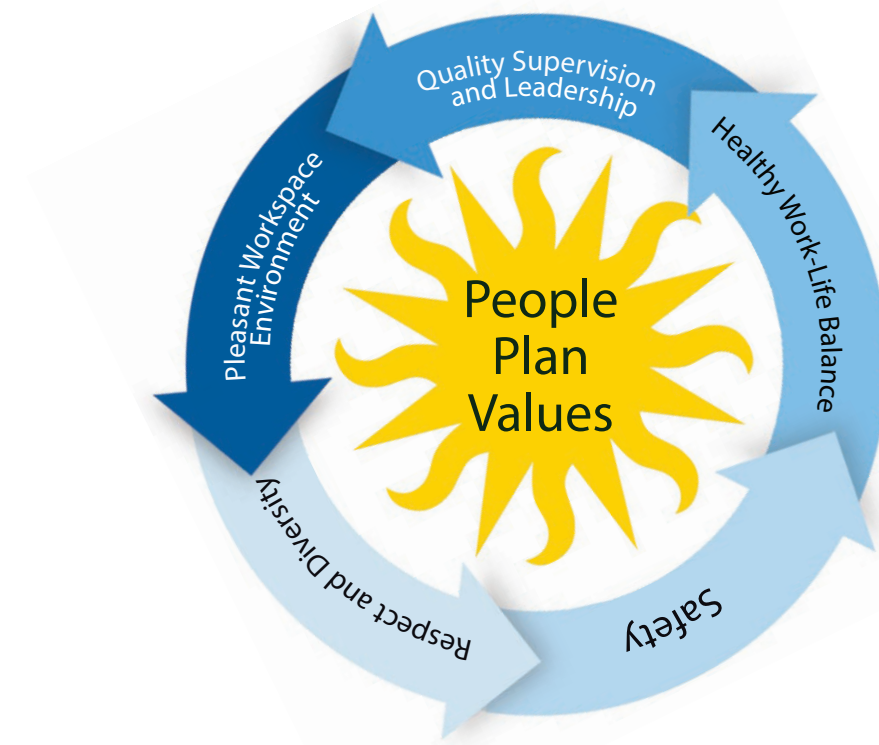 Quality Supervision
and Leadership
Healthy Work-Life Balance
Safety
Respect and Diversity
Pleasant Workspace
Environment
People
Plan
Values